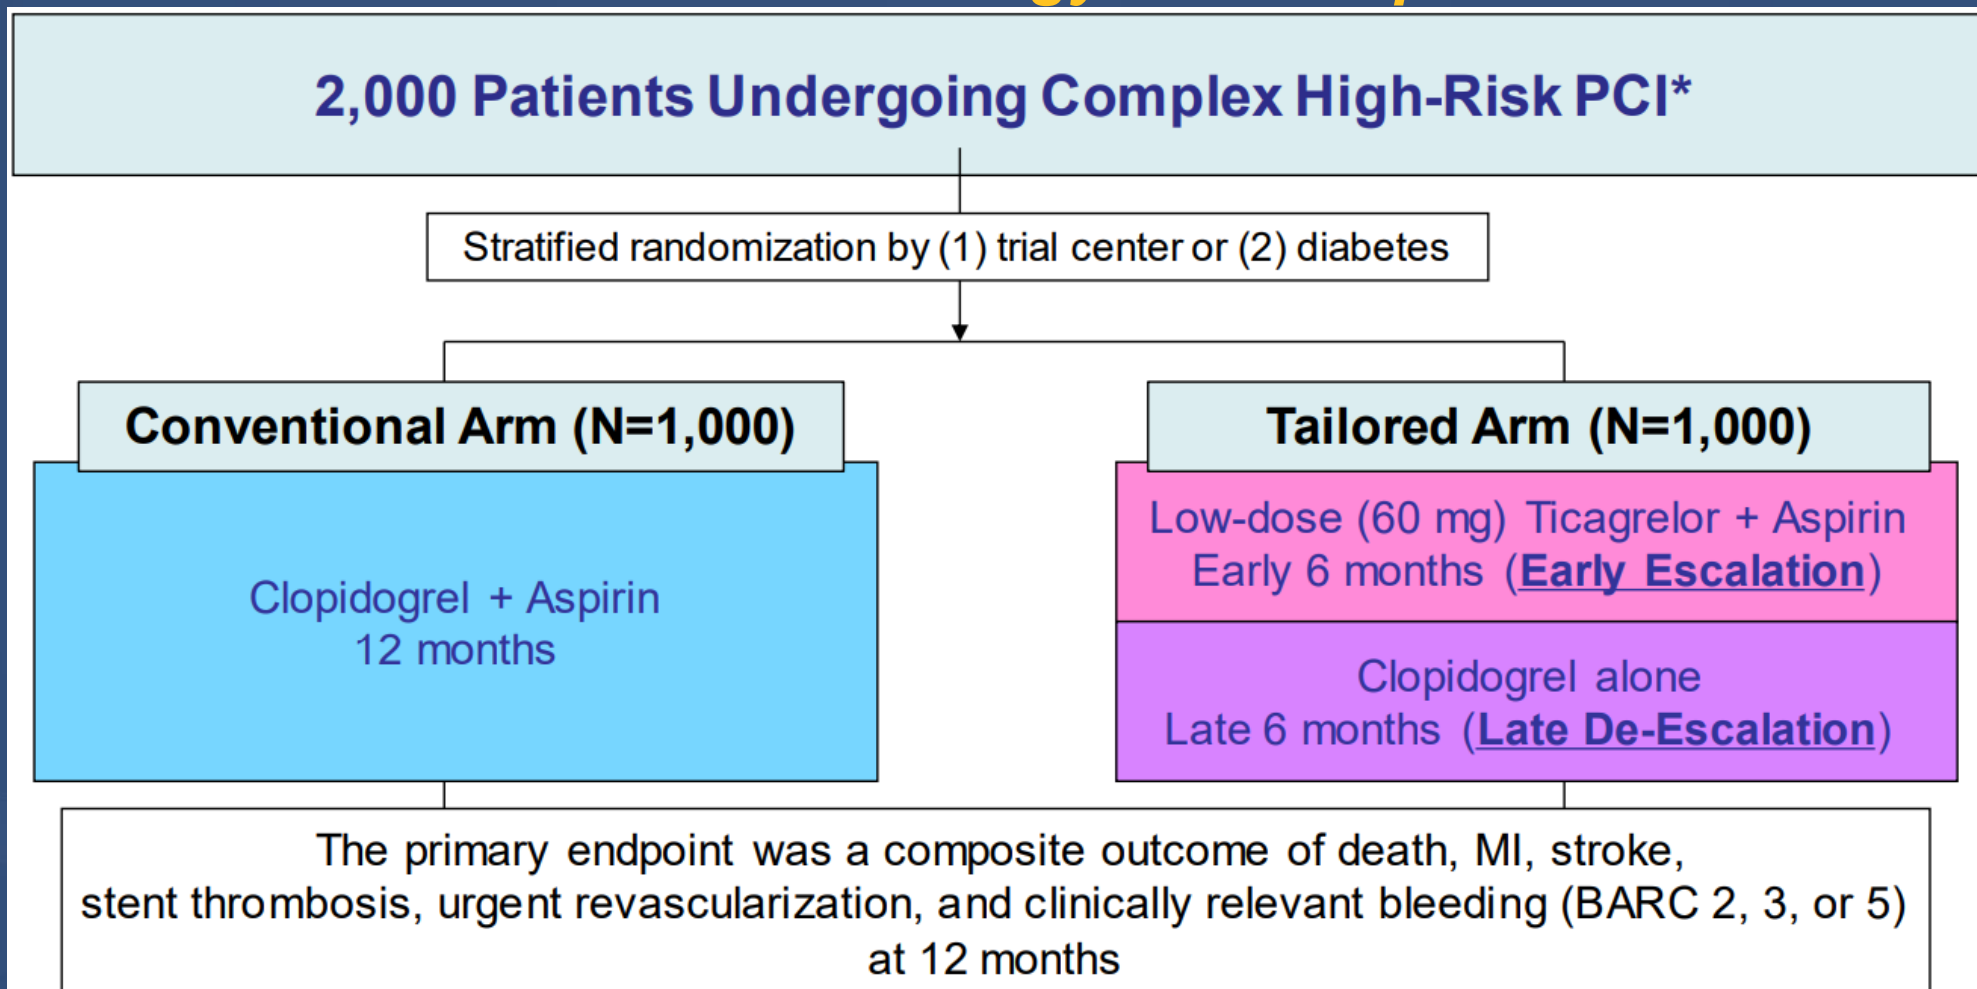 2,000 Patients Undergoing Complex High-Risk PCI*
Stratified randomization by (1) trial center or (2) diabetes
Conventional Arm (N=1,000)
Clopidogrel + Aspirin
12 months
Tailored Arm (N=1,000)
Low-dose (60 mg) Ticagrelor + Aspirin
Early 6 months (Early Escalation)
Clopidogrel alone
Late 6 months (Late De-Escalation)
The primary endpoint was a composite outcome of death, MI, stroke,
stent thrombosis, urgent revascularization, and clinically relevant bleeding (BARC 2, 3, or 5)
at 12 months